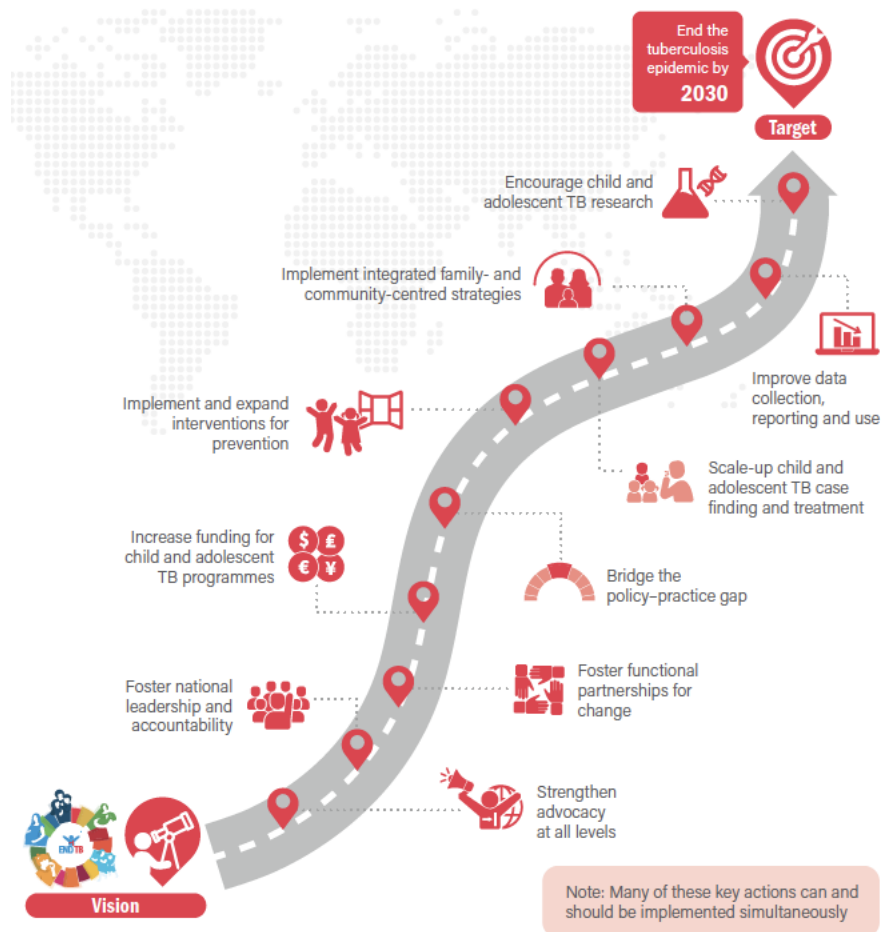 End the
tuberculosis
epidemic by
2030
Target
Encourage child and
adolescent TB research
Implement integrated family- and
community-centred strategies
Improve data
collection,
reporting and use
Implement and expand
interventions for
prevention
Scale-up child and
adolescent TB case
finding and treatment
Increase funding for
child and adolescent
TB programmes
$ £
€ ¥
Bridge the
policy–practice gap
Foster national
leadership and
accountability
Foster functional
partnerships for
change
Strengthen
advocacy
at all levels
END TB
Vision
Note: Many of these key actions can and
should be implemented simultaneously